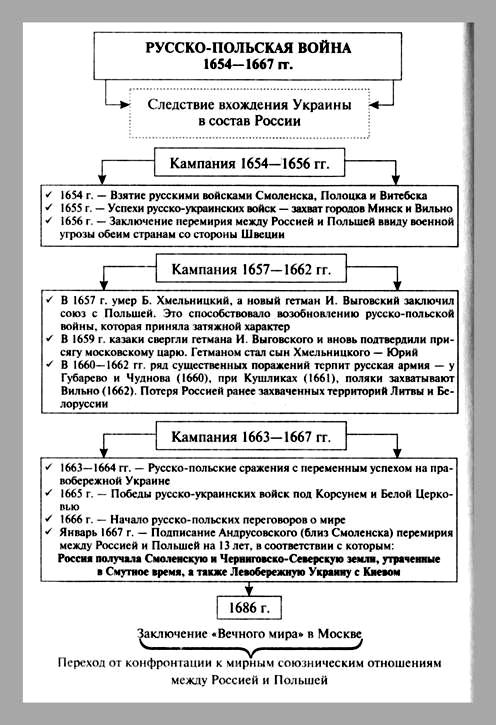 РУССКО-ПОЛЬСКАЯ ВОЙНА
1654—1667 гг.
Следствие вхождения Украины
в состав России
Кампания 1654—1656 гг.
✓ 1654 г. — Взятие русскими войсками Смоленска, Полоцка и Витебска
✓ 1655 г. — Успехи русско-украинских войск — захват городов Минск и Вильно
✓ 1656 г. — Заключение перемирия между Россией и Польшей ввиду военной
угрозы обеим странам со стороны Швеции
Кампания 1657—1662 гг.
✓ В 1657 г. умер Б. Хмельницкий, а новый гетман И. Выговский заключил
союз с Польшей. Это способствовало возобновлению русско-польской
войны, которая приняла затяжной характер
✓ В 1659 г. казаки свергли гетмана И. Выговского и вновь подтвердили при-
сягу московскому царю. Гетманом стал сын Хмельницкого — Юрий
✓ В 1660—1662 гг. ряд существенных поражений терпит русская армия — у
Губарево и Чуднова (1660), при Кушликах (1661), поляки захватывают
Вильно (1662). Потеря Россией ранее захваченных территорий Литвы и Бе-
лоруссии
Кампания 1663—1667 гг.
✓ 1663—1664 гг. — Русско-польские сражения с переменным успехом на пра-
вобережной Украине
✓ 1665 г. — Победы русско-украинских войск под Корсунем и Белой Церко-
вью
✓ 1666 г. — Начало русско-польских переговоров о мире
✓ Январь 1667 г. — Подписание Андрусовского (близ Смоленска) перемирия
между Россией и Польшей на 13 лет, в соответствии с которым:
Россия получала Смоленскую и Черниговско-Северскую земли, утраченные
в Смутное время, а также Левобережную Украину с Киевом
1686 г.
Заключение «Вечного мира» в Москве
Переход от конфронтации к мирным союзническим отношениям
между Россией и Польшей